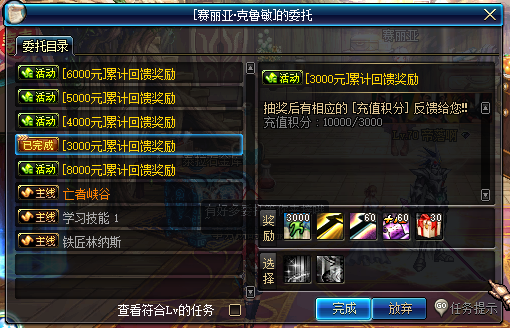 [赛丽亚·克鲁敏]的委托
赛丽亚
委托目录
活动 [6000元]累计回馈奖励
活动 [5000元]累计回馈奖励
活动 [4000元]累计回馈奖励
已完成 [3000元]累计回馈奖励
活动 [8000元]累计回馈奖励
主线 亡者峡谷
主线 学习技能 1
主线 铁匠林纳斯
查看符合Lv的任务
活动 [3000元]累计回馈奖励
抽奖后有相应的 [充值积分] 反馈给您!!
充值积分：10000/3000
奖励 3000 60 60 30
选择
完成 放弃 GO 任务提示